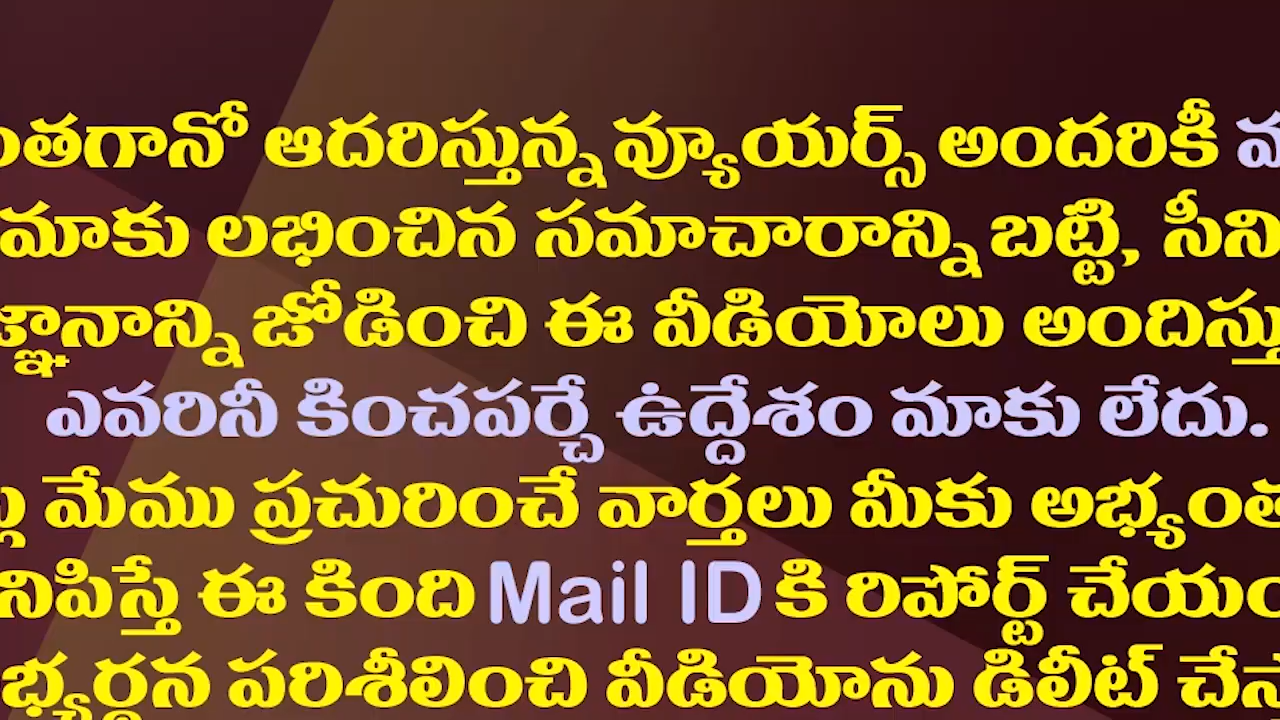 ంతగానో ఆదరిస్తున్న వ్యూయర్స్ అందరికీ
మాకు లభించిన సమాచారాన్ని బట్టి, సీని
జ్ఞానాన్ని జోడించి ఈ వీడియోలు అందిస్తు
ఎవరినీ కించపర్చే ఉద్దేశం మాకు లేదు.
మేము ప్రచురించే వార్తలు మీకు అభ్యంత
నిపిస్తే ఈ కింది Mail ID కి రిపోర్ట్ చేయం
భ్యర్థన పరిశీలించి వీడియోను డిలీట్ చేస